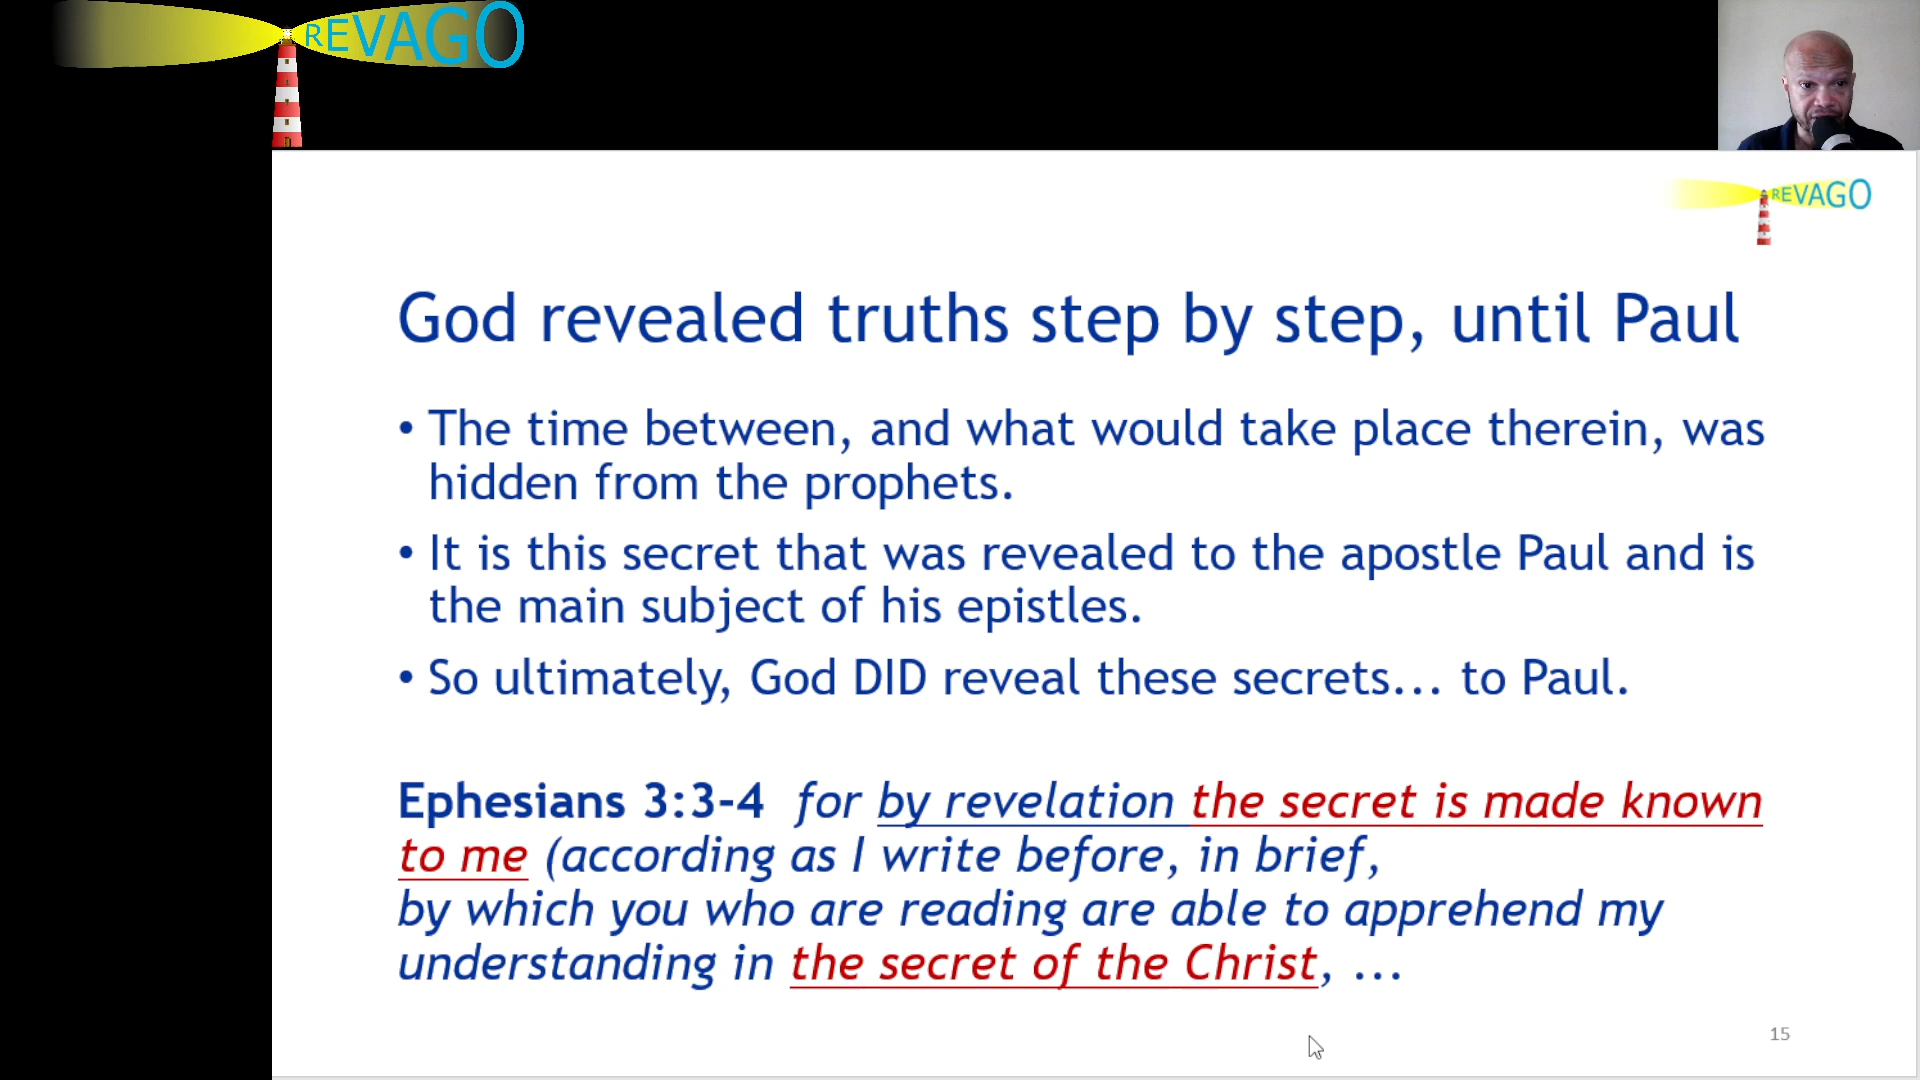 REVAGO
REVAGO
God revealed truths step by step, until Paul
• The time between, and what would take place therein, was
hidden from the prophets.
• It is this secret that was revealed to the apostle Paul and is
the main subject of his epistles.
• So ultimately, God DID reveal these secrets... to Paul.
Ephesians 3:3-4 for by revelation the secret is made known
to me (according as I write before, in brief,
by which you who are reading are able to apprehend my
understanding in the secret of the Christ, ...
15